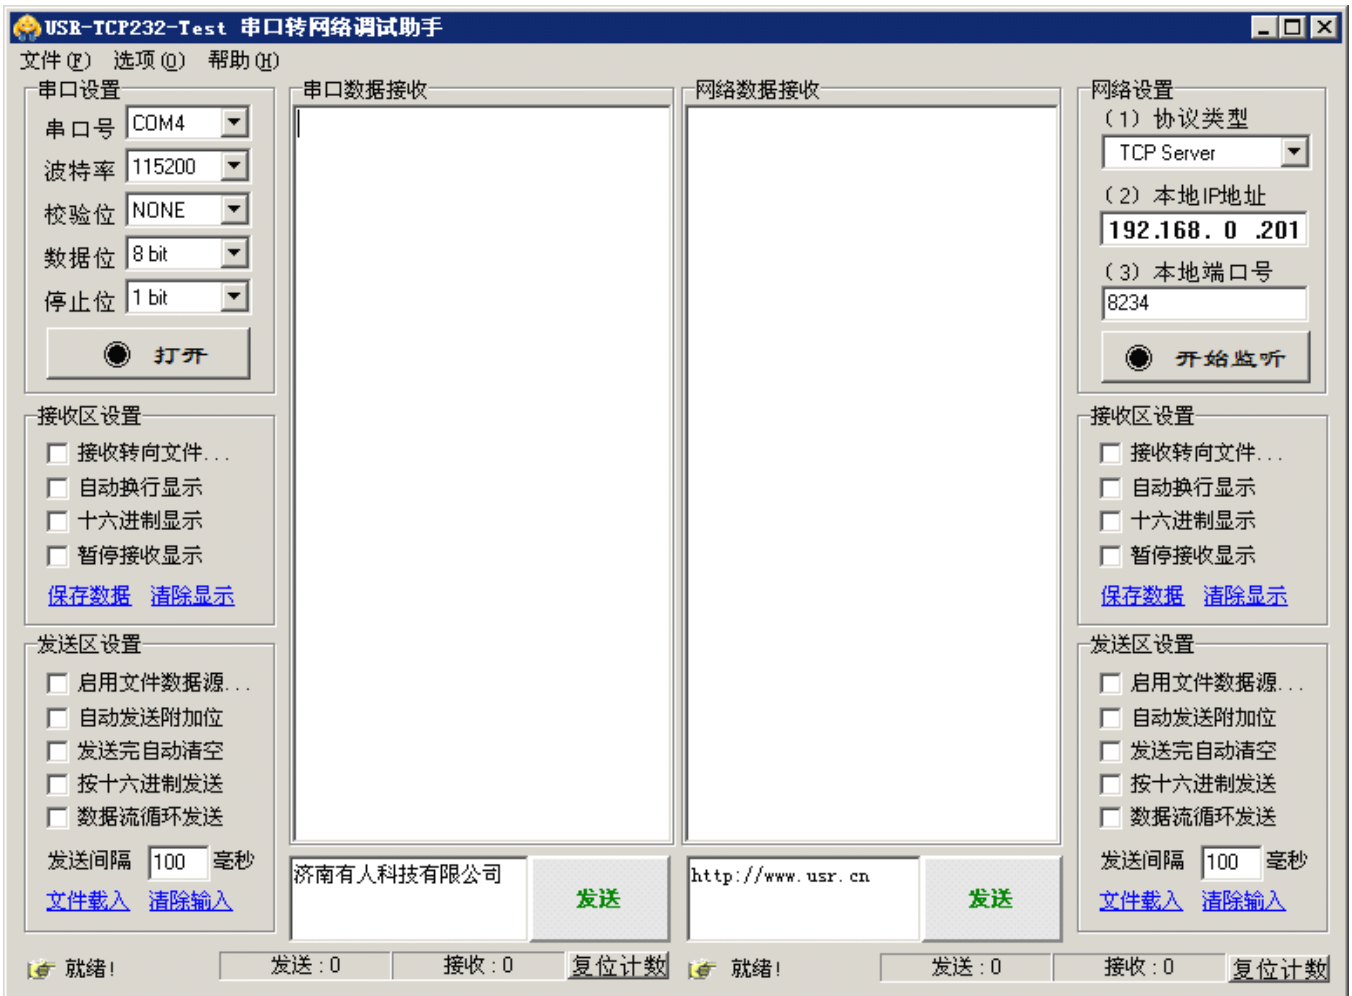 USR-TCP232-Test 串口转网络调试助手
文件(F) 选项(O) 帮助(H)
串口设置
串口号 COM4
波特率 115200
校验位 NONE
数据位 8 bit
停止位 1 bit
打开
接收区设置
接收转向文件...
自动换行显示
十六进制显示
暂停接收显示
保存数据 清除显示
发送区设置
启用文件数据源...
自动发送附加位
发送完自动清空
按十六进制发送
数据流循环发送
发送间隔 100 毫秒
文件载入 清除输入
串口数据接收
济南有人科技有限公司
发送
网络数据接收
http://www.usr.cn
发送
网络设置
(1) 协议类型
TCP Server
(2) 本地IP地址
192.168. 0 .201
(3) 本地端口号
8234
开始监听
接收区设置
接收转向文件...
自动换行显示
十六进制显示
暂停接收显示
保存数据 清除显示
发送区设置
启用文件数据源...
自动发送附加位
发送完自动清空
按十六进制发送
数据流循环发送
发送间隔 100 毫秒
文件载入 清除输入
就绪! 发送:0 接收:0 复位计数
就绪! 发送:0 接收:0 复位计数